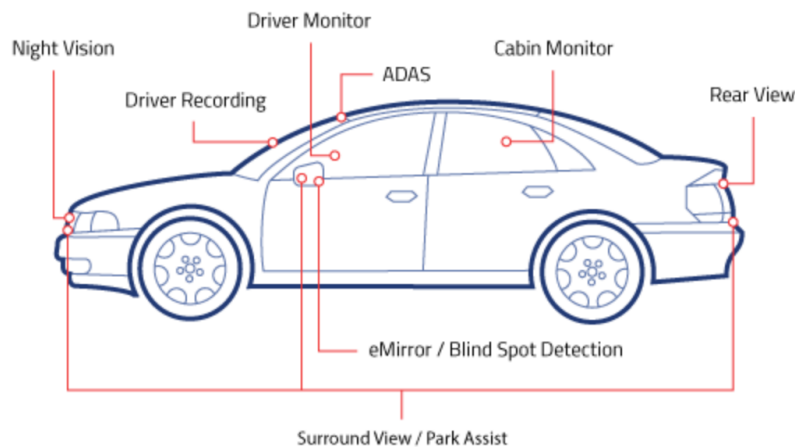 Driver Monitor
Night Vision
Cabin Monitor
ADAS
Driver Recording
Rear View
eMirror / Blind Spot Detection
Surround View / Park Assist